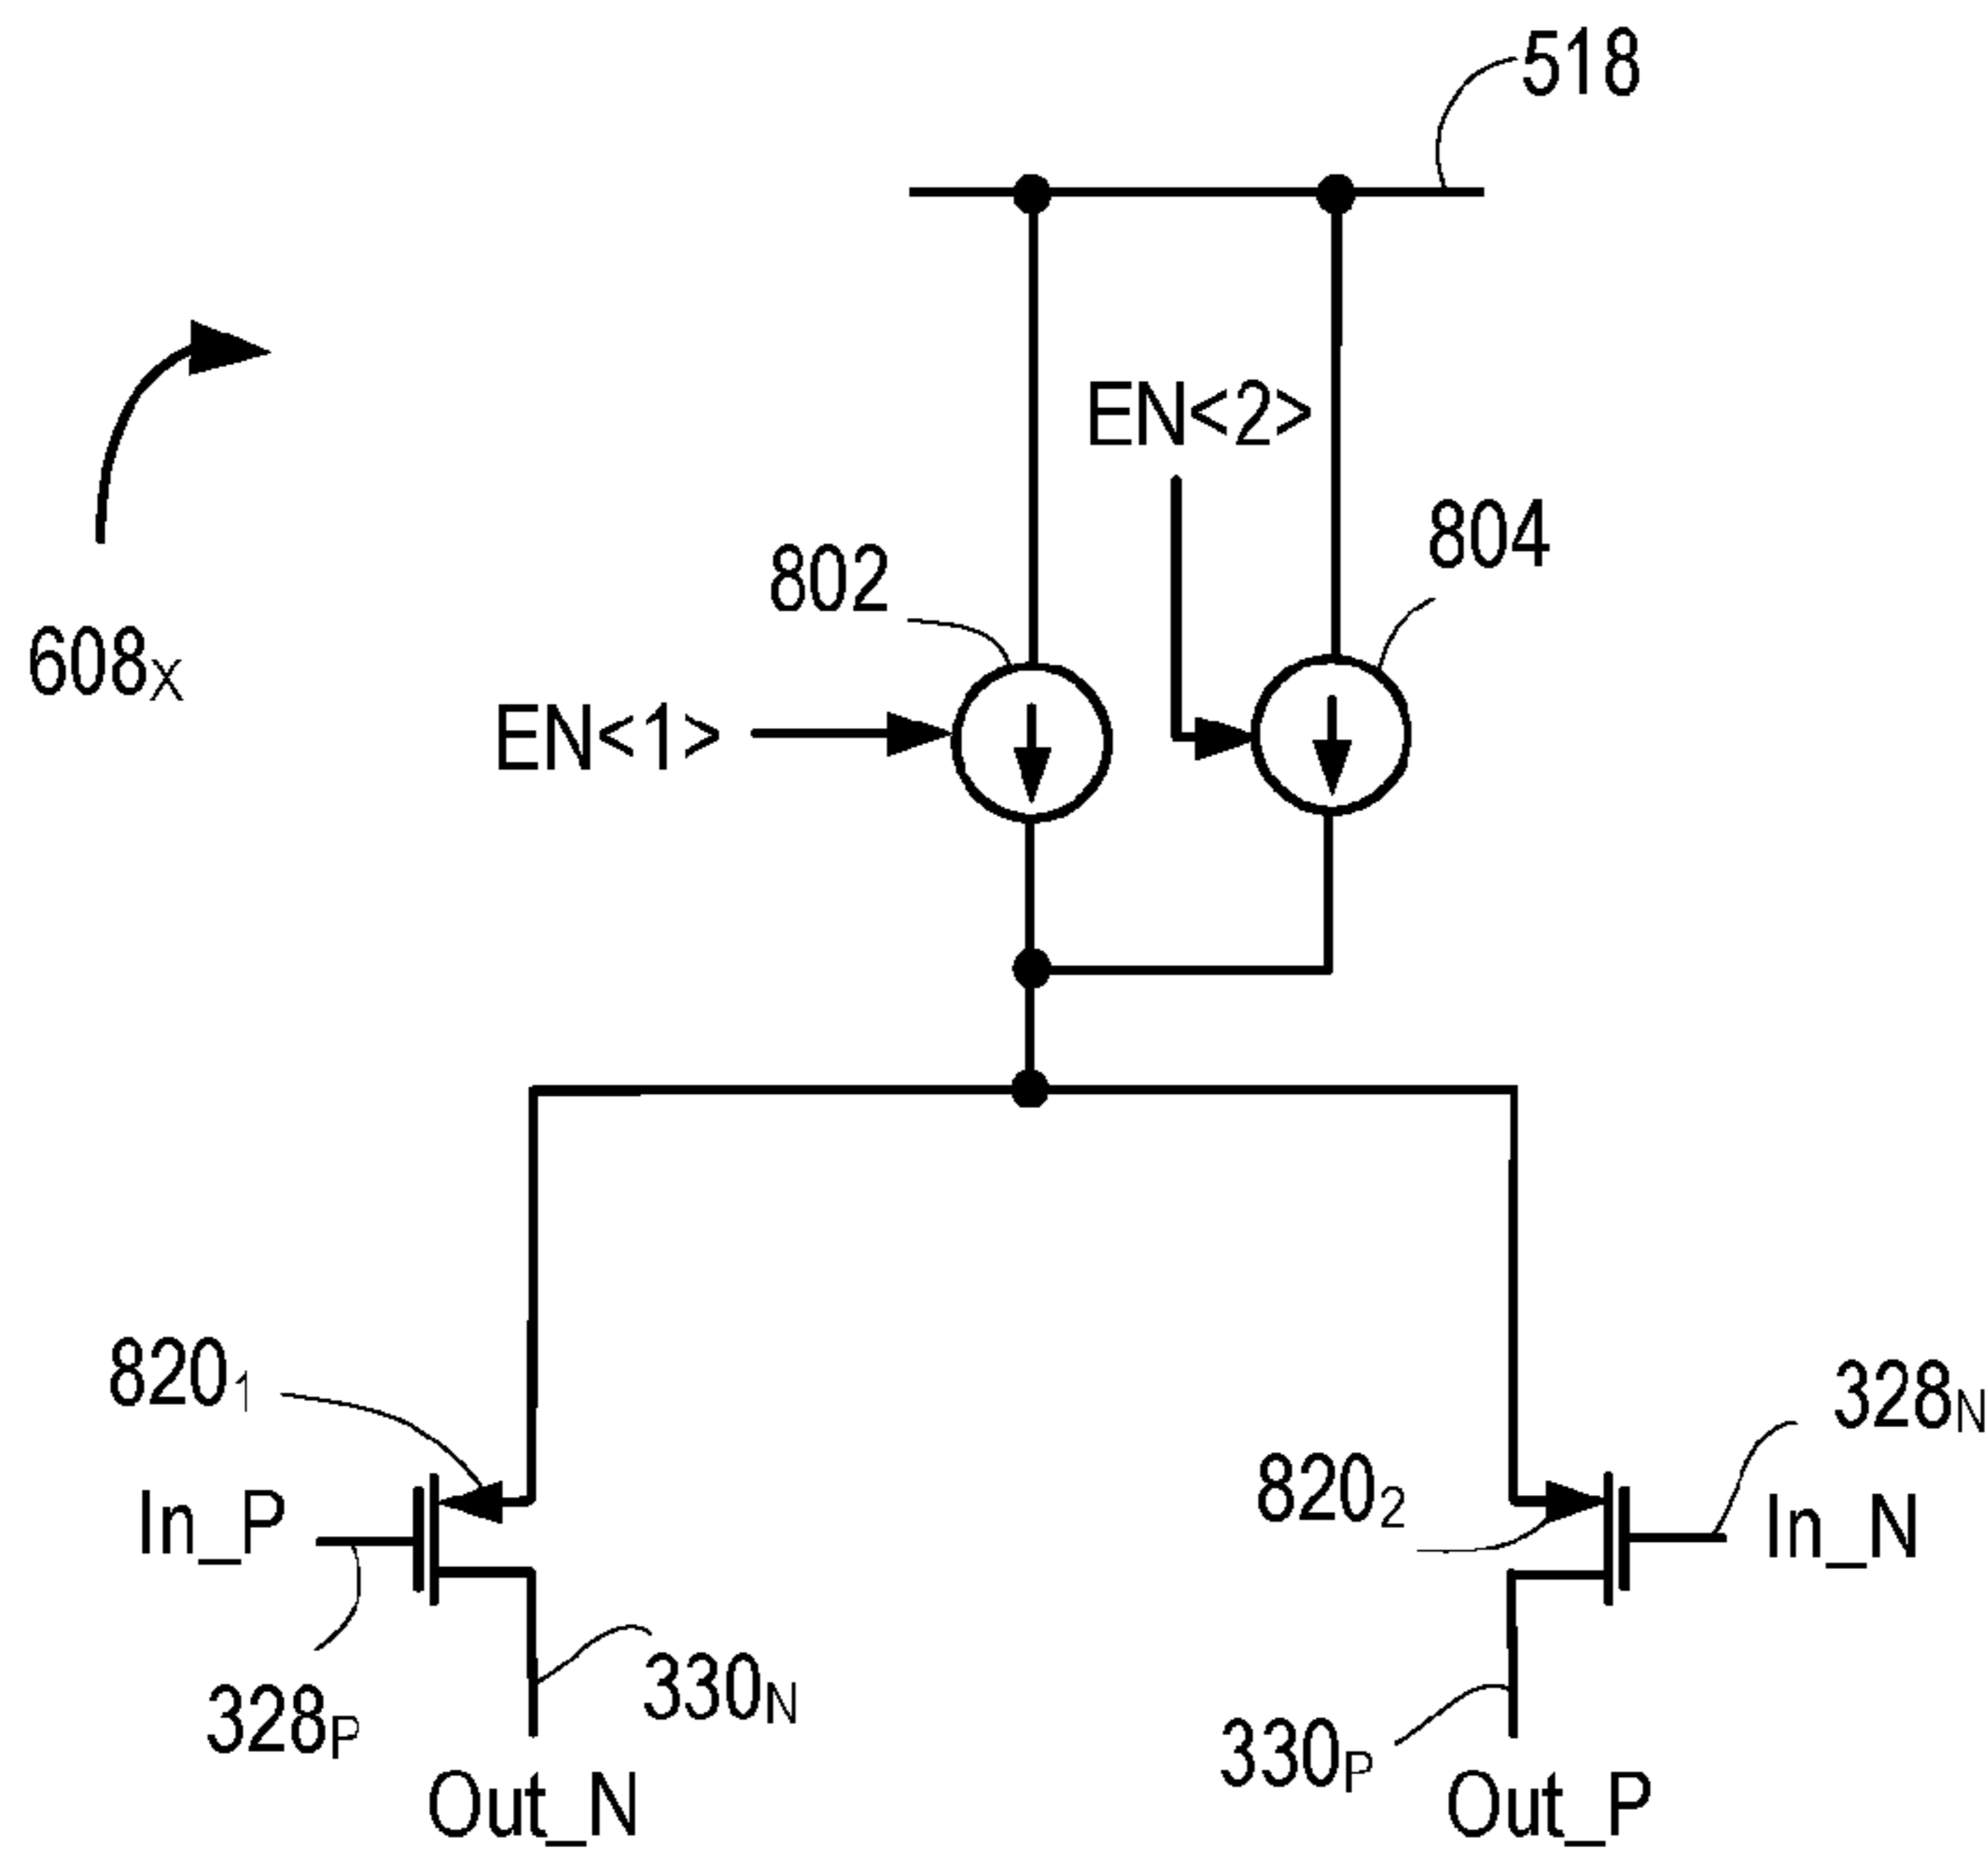 518
EN<2>
804
802
608X
EN<1>
8201
328N
8202
In_P
In_N
330N
328P
330P
Out_N
Out_P